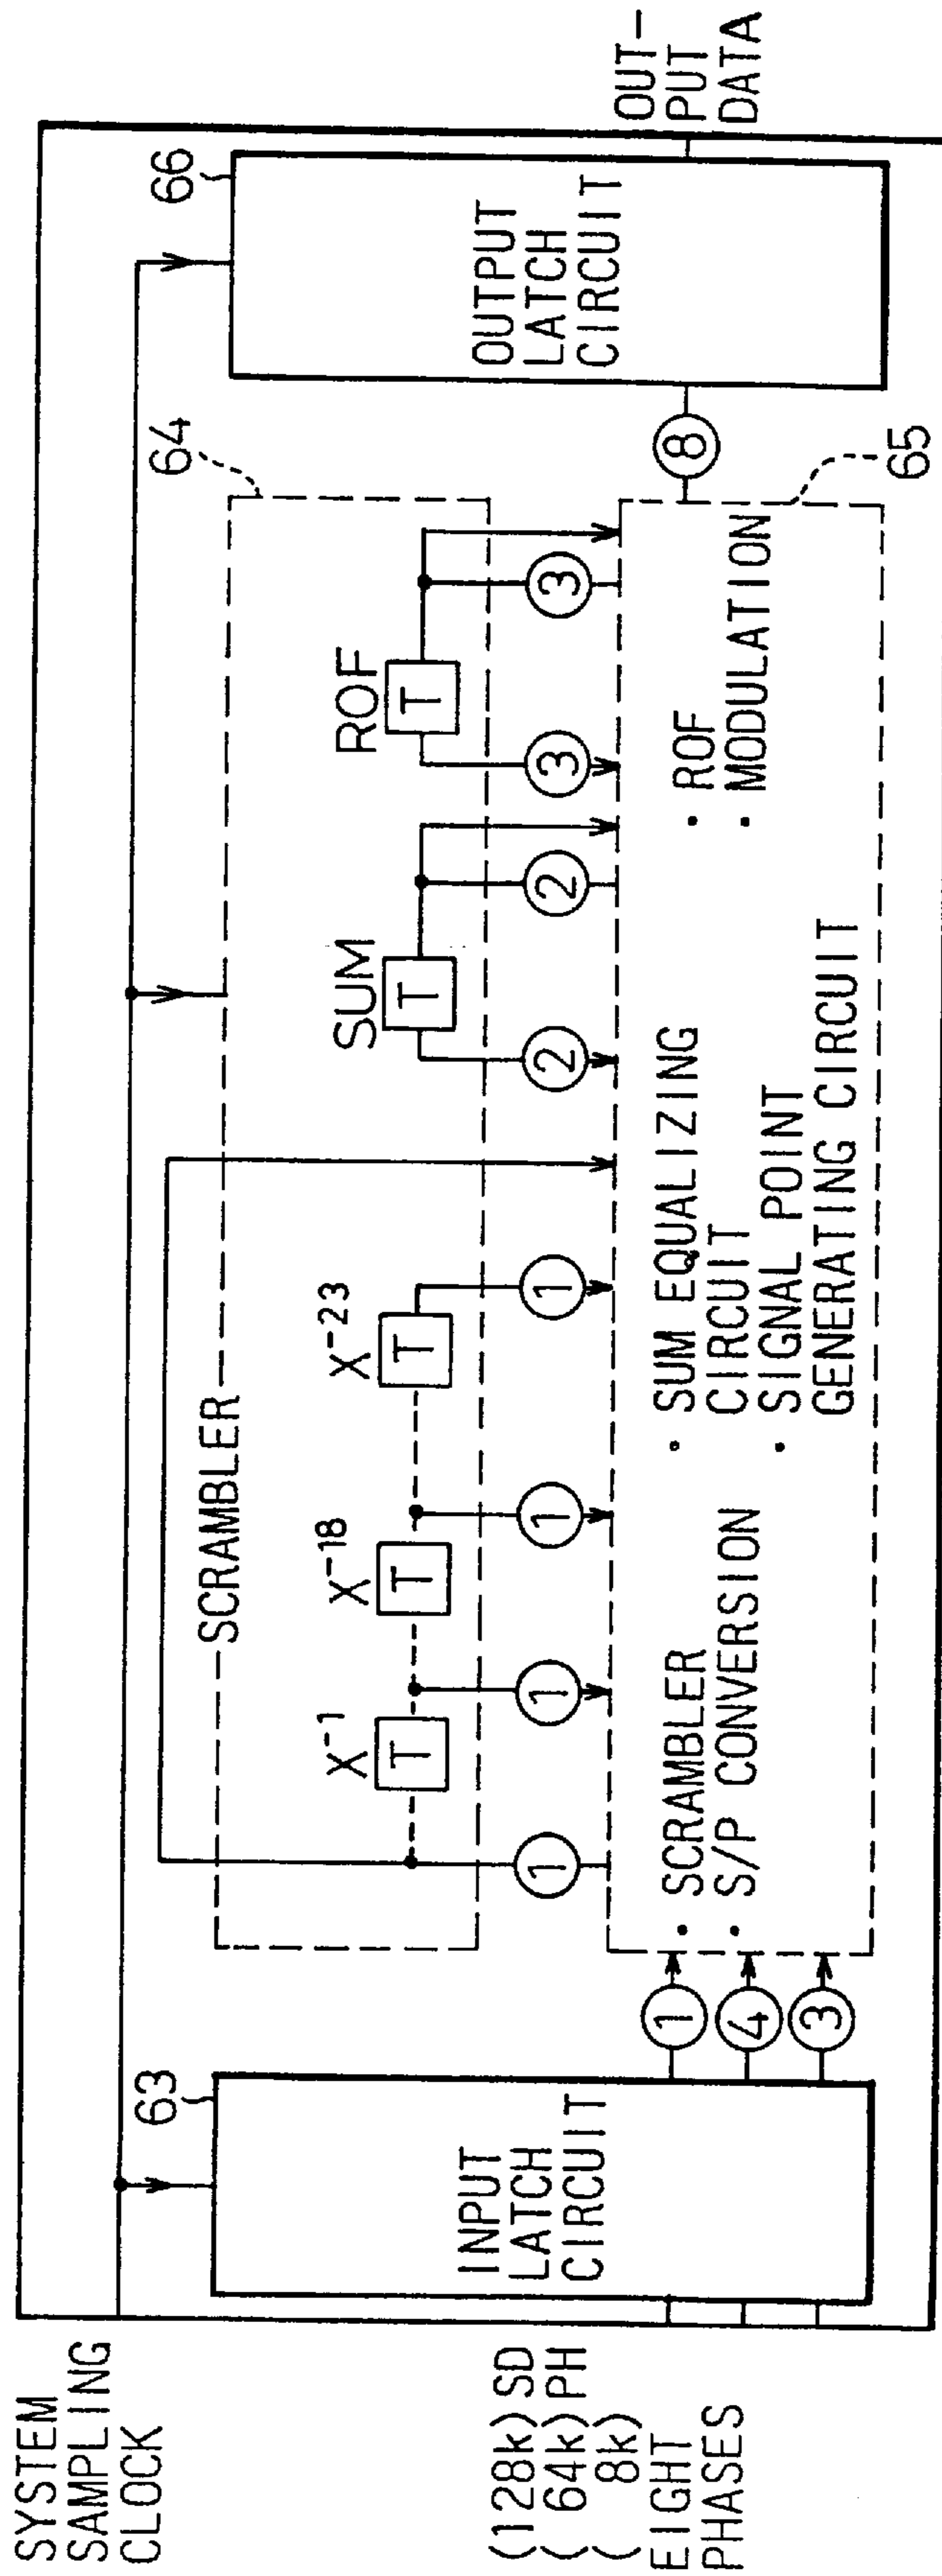 SYSTEM
SAMPLING
CLOCK
(128k) SD
( 64k) PH
( 8k)
EIGHT
PHASES
63
INPUT
LATCH
CIRCUIT
1
4
3
SCRAMBLER
64
X⁻¹
T
X⁻¹⁸
T
X⁻²³
T
SUM
T
ROF
T
1
1
1
1
2
2
3
3
• SCRAMBLER
• S/P CONVERSION
• SUM EQUALIZING
CIRCUIT
• SIGNAL POINT
GENERATING CIRCUIT
• ROF
• MODULATION
65
8
66
OUTPUT
LATCH
CIRCUIT
OUT-
PUT
DATA